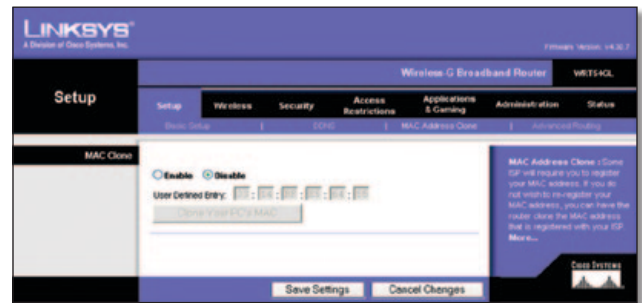 LINKSYS®
A Division of Cisco Systems, Inc.
Firmware Version: v4.30.7
Wireless-G Broadband Router WRT54GL
Setup
Setup Wireless Security Access Restrictions Applications & Gaming Administration Status
Basic Setup | DDNS | MAC Address Clone | Advanced Routing
MAC Clone
Enable Disable
User Defined Entry:
Clone Your PC's MAC
MAC Address Clone : Some
ISP will require you to register
your MAC address. If you do
not wish to re-register your
MAC address, you can have the
router clone the MAC address
that is registered with your ISP.
More...
Save Settings Cancel Changes
CISCO SYSTEMS